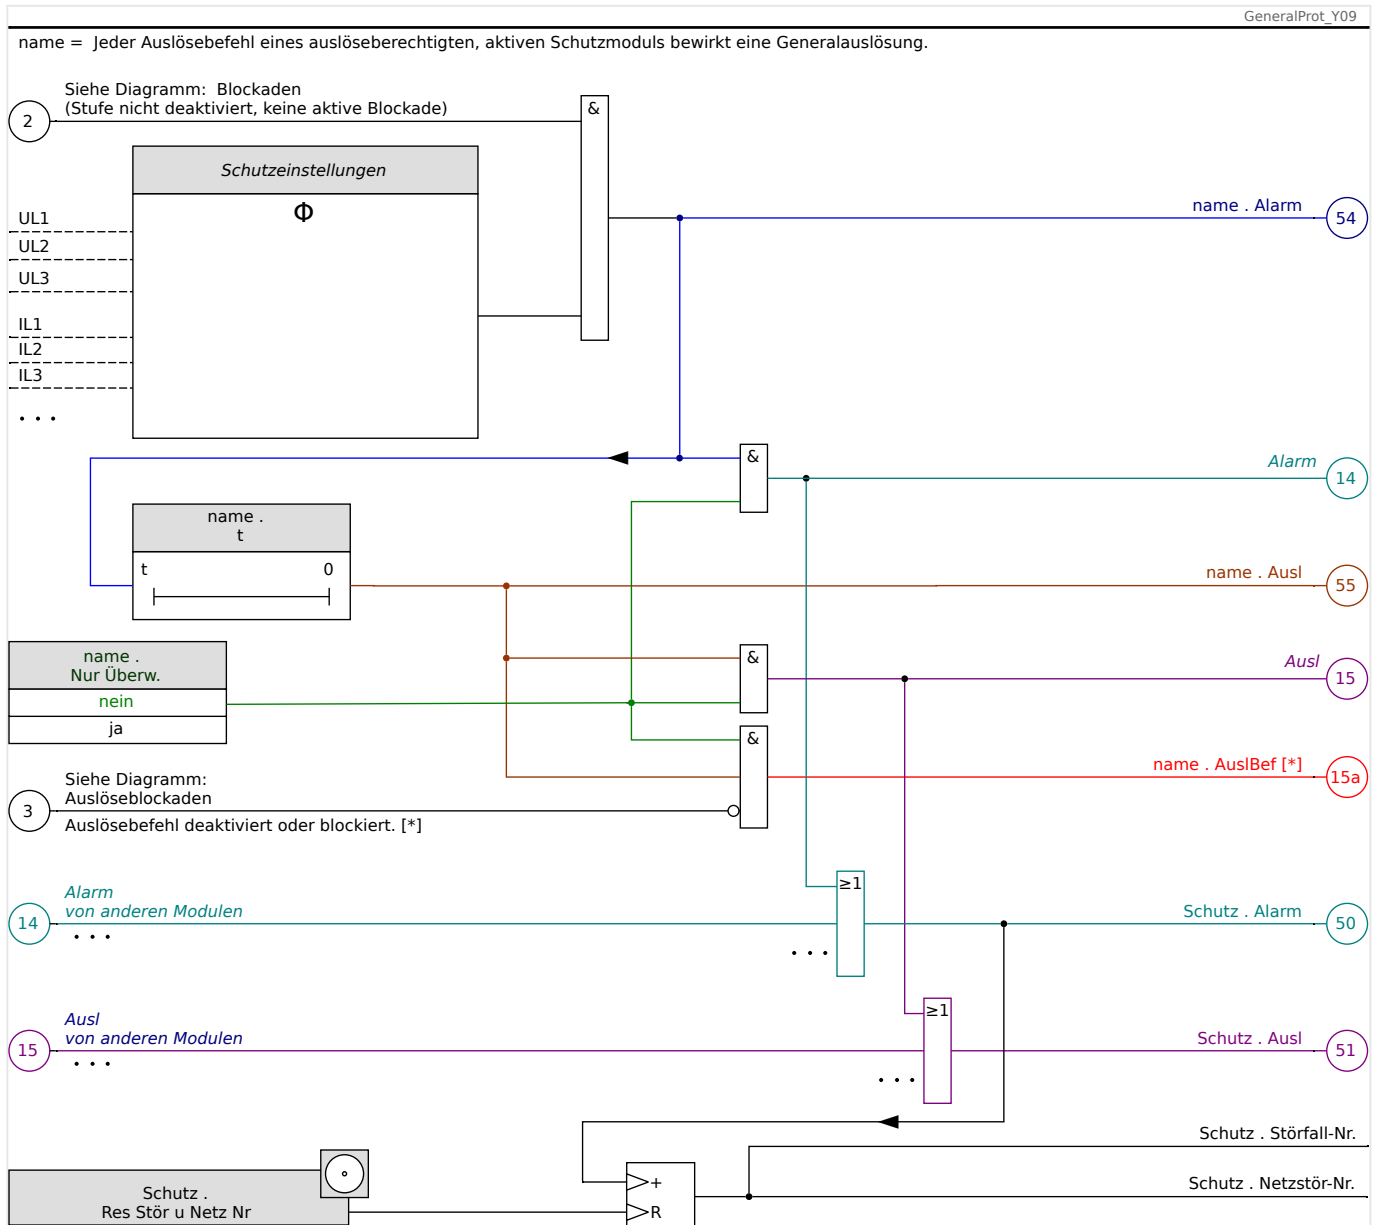 GeneralProt_Y09
name = Jeder Auslösebefehl eines auslöseberechtigten, aktiven Schutzmoduls bewirkt eine Generalauslösung.
Siehe Diagramm: Blockaden
(Stufe nicht deaktiviert, keine aktive Blockade)
2
&
Schutzeinstellungen
Φ
UL1
UL2
UL3
IL1
IL2
IL3
. . .
name . Alarm
54
&
Alarm
14
name .
t
t 0
name . Ausl
55
name .
Nur Überw.
nein
ja
&
Ausl
15
&
name . AuslBef [*]
15a
Siehe Diagramm:
Auslöseblockaden
3
Auslösebefehl deaktiviert oder blockiert. [*]
Alarm
von anderen Modulen
14
. . .
≥1
. . .
Schutz . Alarm
50
Ausl
von anderen Modulen
15
. . .
≥1
. . .
Schutz . Ausl
51
Schutz . Störfall-Nr.
Schutz . Netzstör-Nr.
Schutz .
Res Stör u Netz Nr
+
R